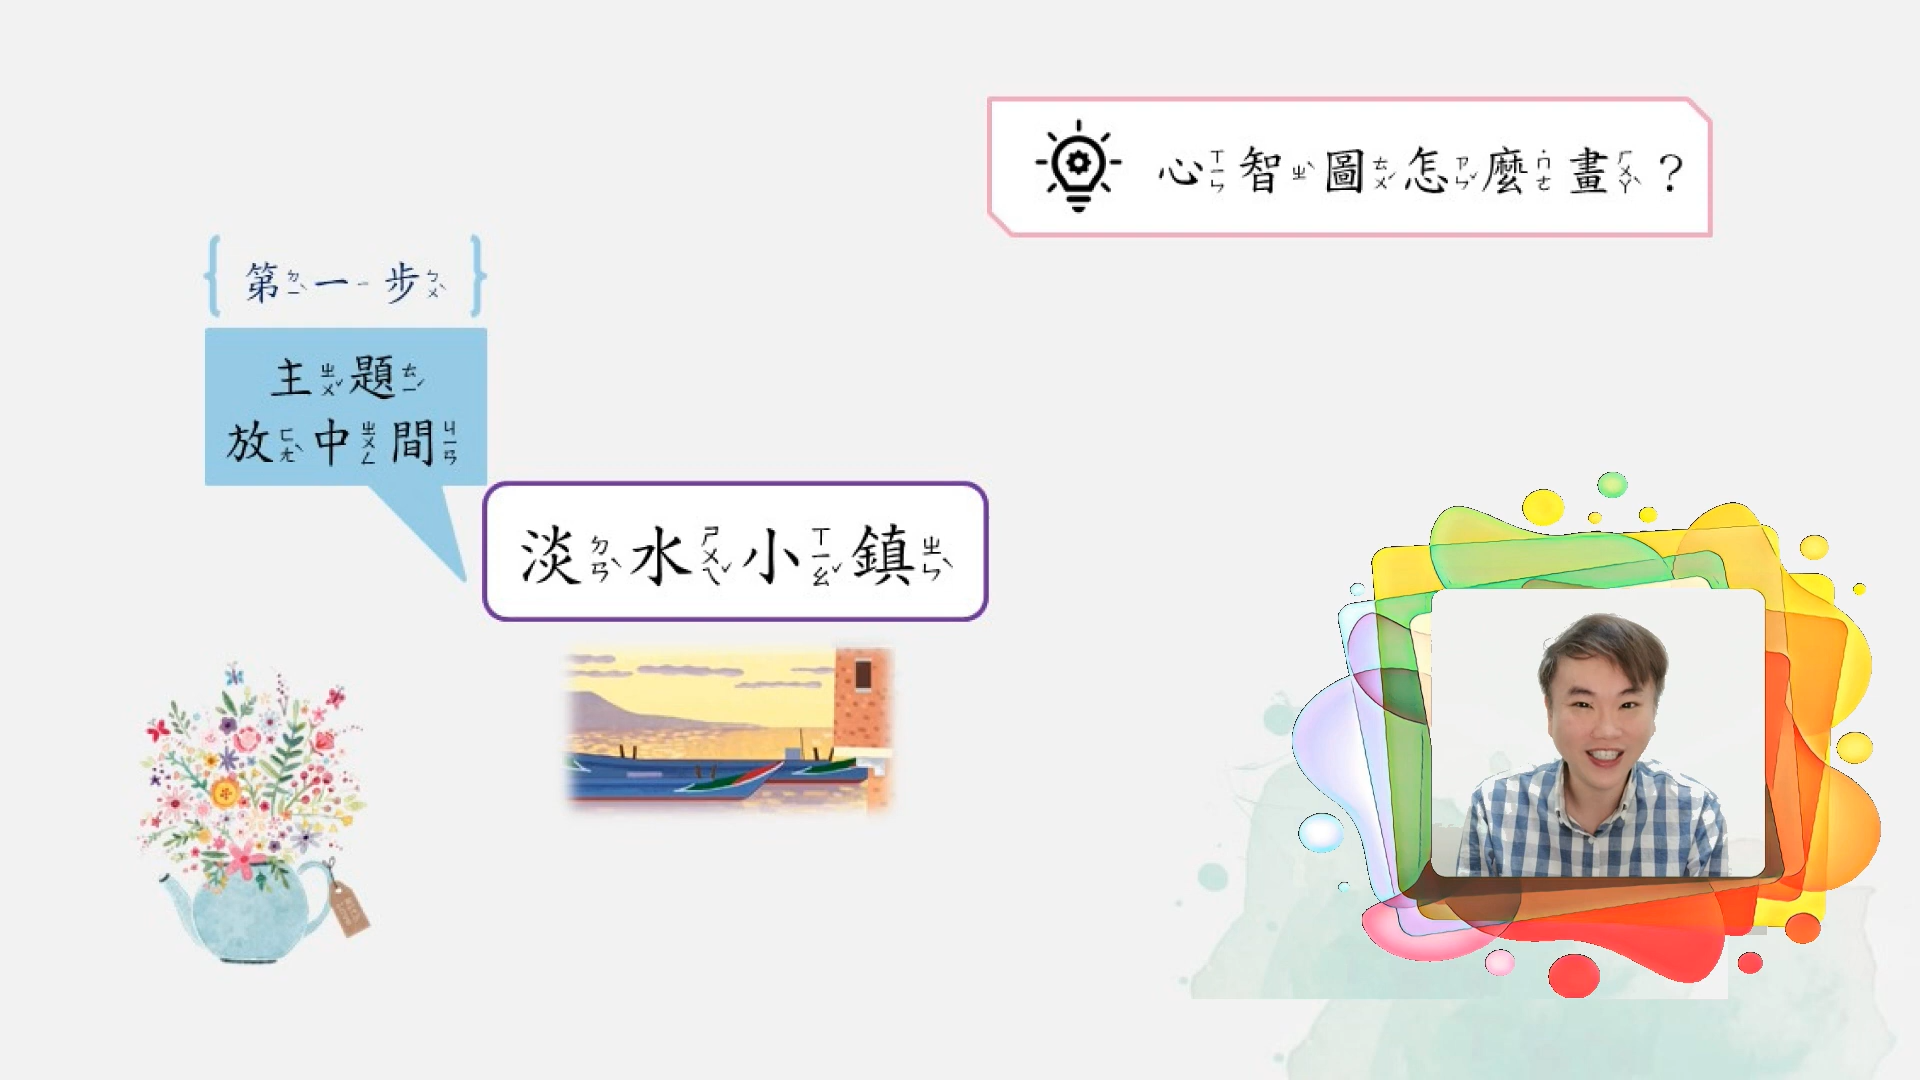 心智圖怎麼畫？
第一步
主題
放中間
淡水小鎮